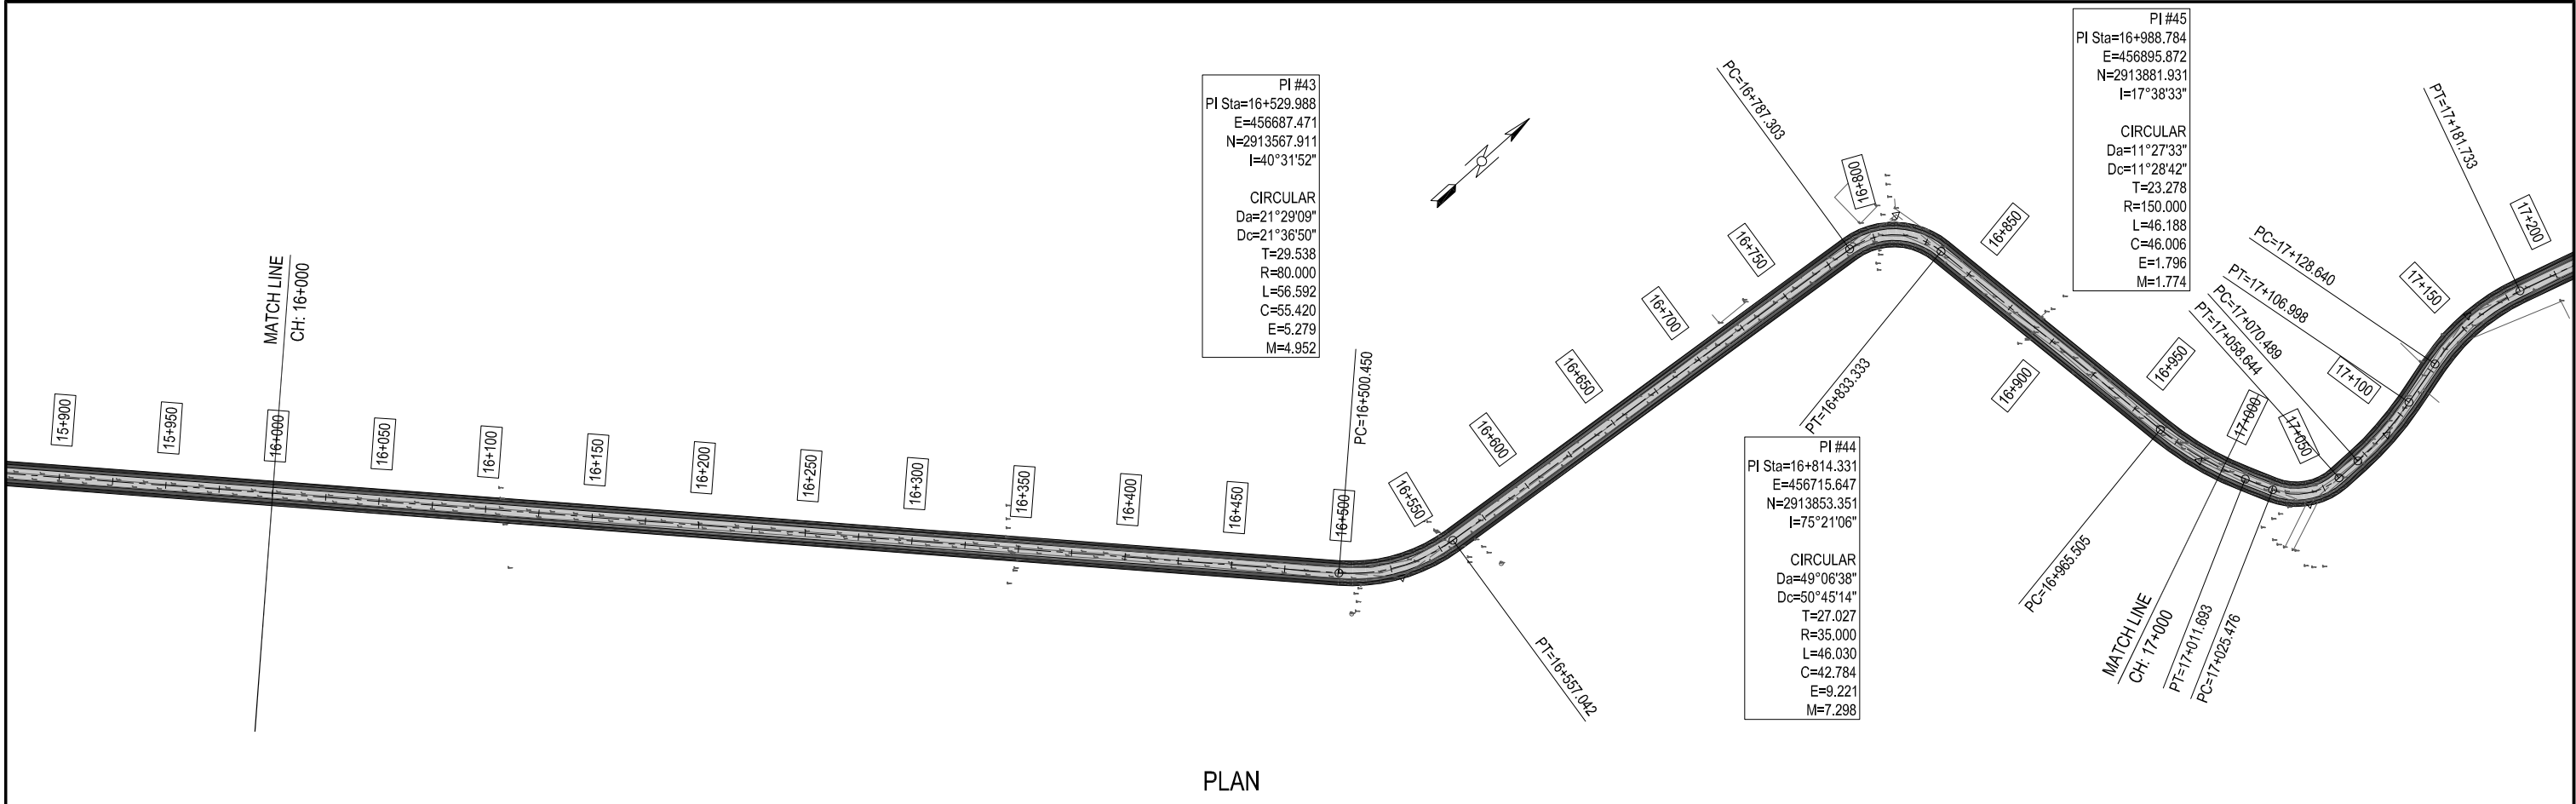 PI #43
PI Sta=16+529.988
E=456687.471
N=2913567.911
I=40°31'52"
CIRCULAR
Da=21°29'09"
Dc=21°36'50"
T=29.538
R=80.000
L=56.592
C=55.420
E=5.279
M=4.952
PI #45
PI Sta=16+988.784
E=456895.872
N=2913881.931
I=17°38'33"
CIRCULAR
Da=11°27'33"
Dc=11°28'42"
T=23.278
R=150.000
L=46.188
C=46.006
E=1.796
M=1.774
PI #44
PI Sta=16+814.331
E=456715.647
N=2913853.351
I=75°21'06"
CIRCULAR
Da=49°06'38"
Dc=50°45'14"
T=27.027
R=35.000
L=46.030
C=42.784
E=9.221
M=7.298
MATCH LINE
CH: 16+000
15+900
15+950
16+000
16+050
16+100
16+150
16+200
16+250
16+300
16+350
16+400
16+450
16+500
PC=16+500.450
16+550
PT=16+557.042
16+600
16+650
16+700
16+750
PC=16+787.303
16+800
PT=16+833.333
16+850
16+900
16+950
PC=16+965.505
MATCH LINE
CH: 17+000
17+000
PT=17+011.693
PC=17+025.476
17+050
PT=17+058.644
PC=17+070.489
17+100
PT=17+106.998
PC=17+128.640
17+150
PT=17+181.733
17+200
PLAN